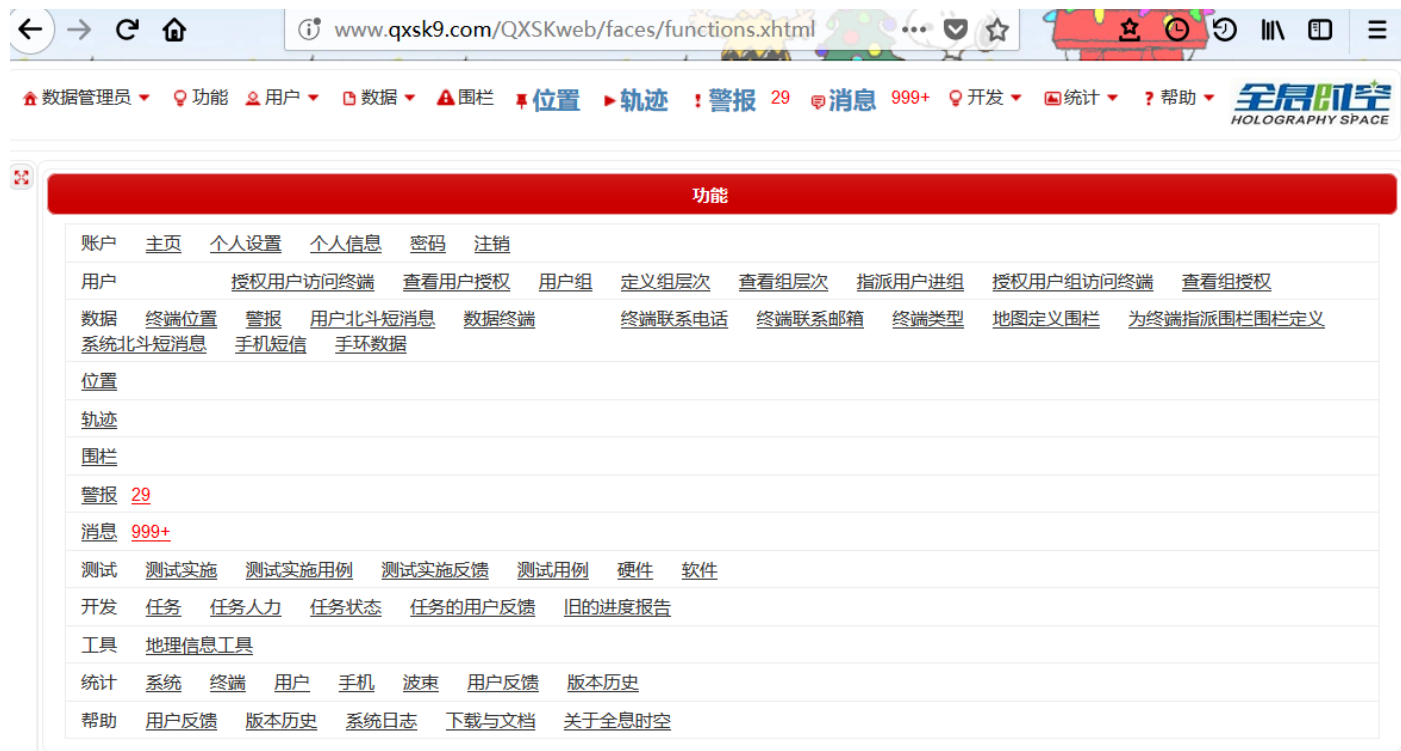 www.qxsk9.com/QXSKweb/faces/functions.xhtml
数据管理员 功能 用户 数据 围栏 位置 轨迹 警报 29 消息 999+ 开发 统计 帮助 全息时空
HOLOGRAPHY SPACE
功能
账户 主页 个人设置 个人信息 密码 注销
用户 授权用户访问终端 查看用户授权 用户组 定义组层次 查看组层次 指派用户进组 授权用户组访问终端 查看组授权
数据 终端位置 警报 用户北斗短消息 数据终端 终端联系电话 终端联系邮箱 终端类型 地图定义围栏 为终端指派围栏围栏定义
系统北斗短消息 手机短信 手环数据
位置
轨迹
围栏
警报 29
消息 999+
测试 测试实施 测试实施用例 测试实施反馈 测试用例 硬件 软件
开发 任务 任务人力 任务状态 任务的用户反馈 旧的进度报告
工具 地理信息工具
统计 系统 终端 用户 手机 波束 用户反馈 版本历史
帮助 用户反馈 版本历史 系统日志 下载与文档 关于全息时空